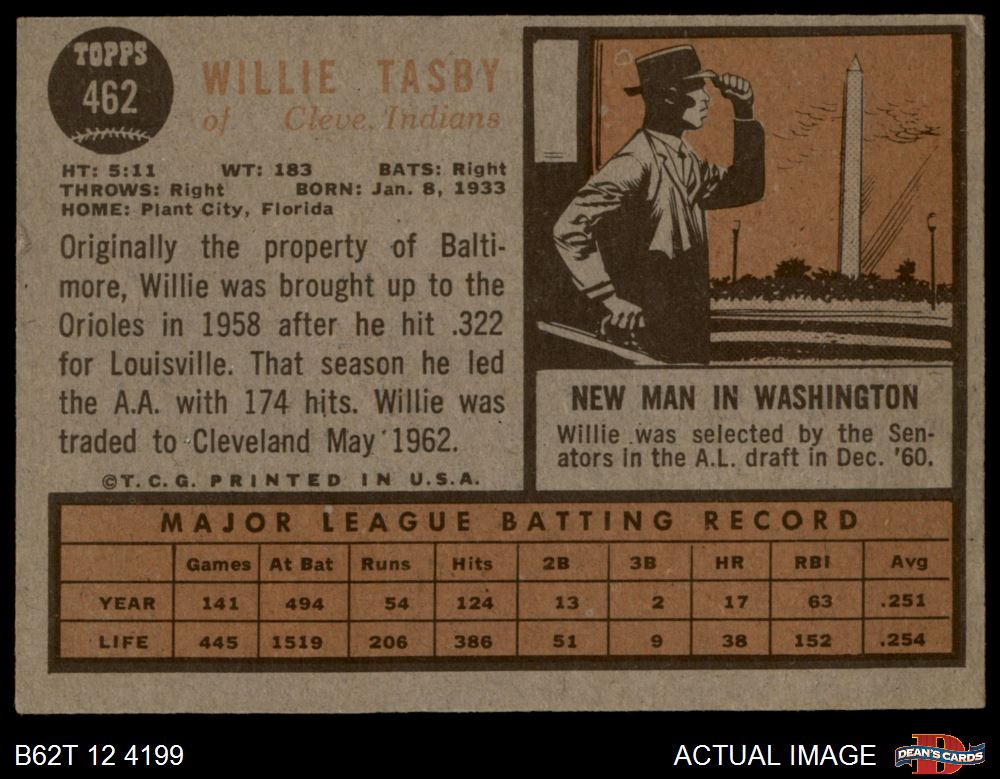 TOPPS
462
WILLIE TASBY
of Cleve. Indians
HT: 5:11 WT: 183 BATS: Right
THROWS: Right BORN: Jan. 8, 1933
HOME: Plant City, Florida
Originally the property of Balti-
more, Willie was brought up to the
Orioles in 1958 after he hit .322
for Louisville. That season he led
the A.A. with 174 hits. Willie was
traded to Cleveland May 1962.
©T.C.G. PRINTED IN U.S.A.
NEW MAN IN WASHINGTON
Willie was selected by the Sen-
ators in the A.L. draft in Dec. '60.
MAJOR LEAGUE BATTING RECORD
Games At Bat Runs Hits 2B 3B HR RBI Avg
YEAR 141 494 54 124 13 2 17 63 .251
LIFE 445 1519 206 386 51 9 38 152 .254
B62T 12 4199
ACTUAL IMAGE
DEAN'S CARDS